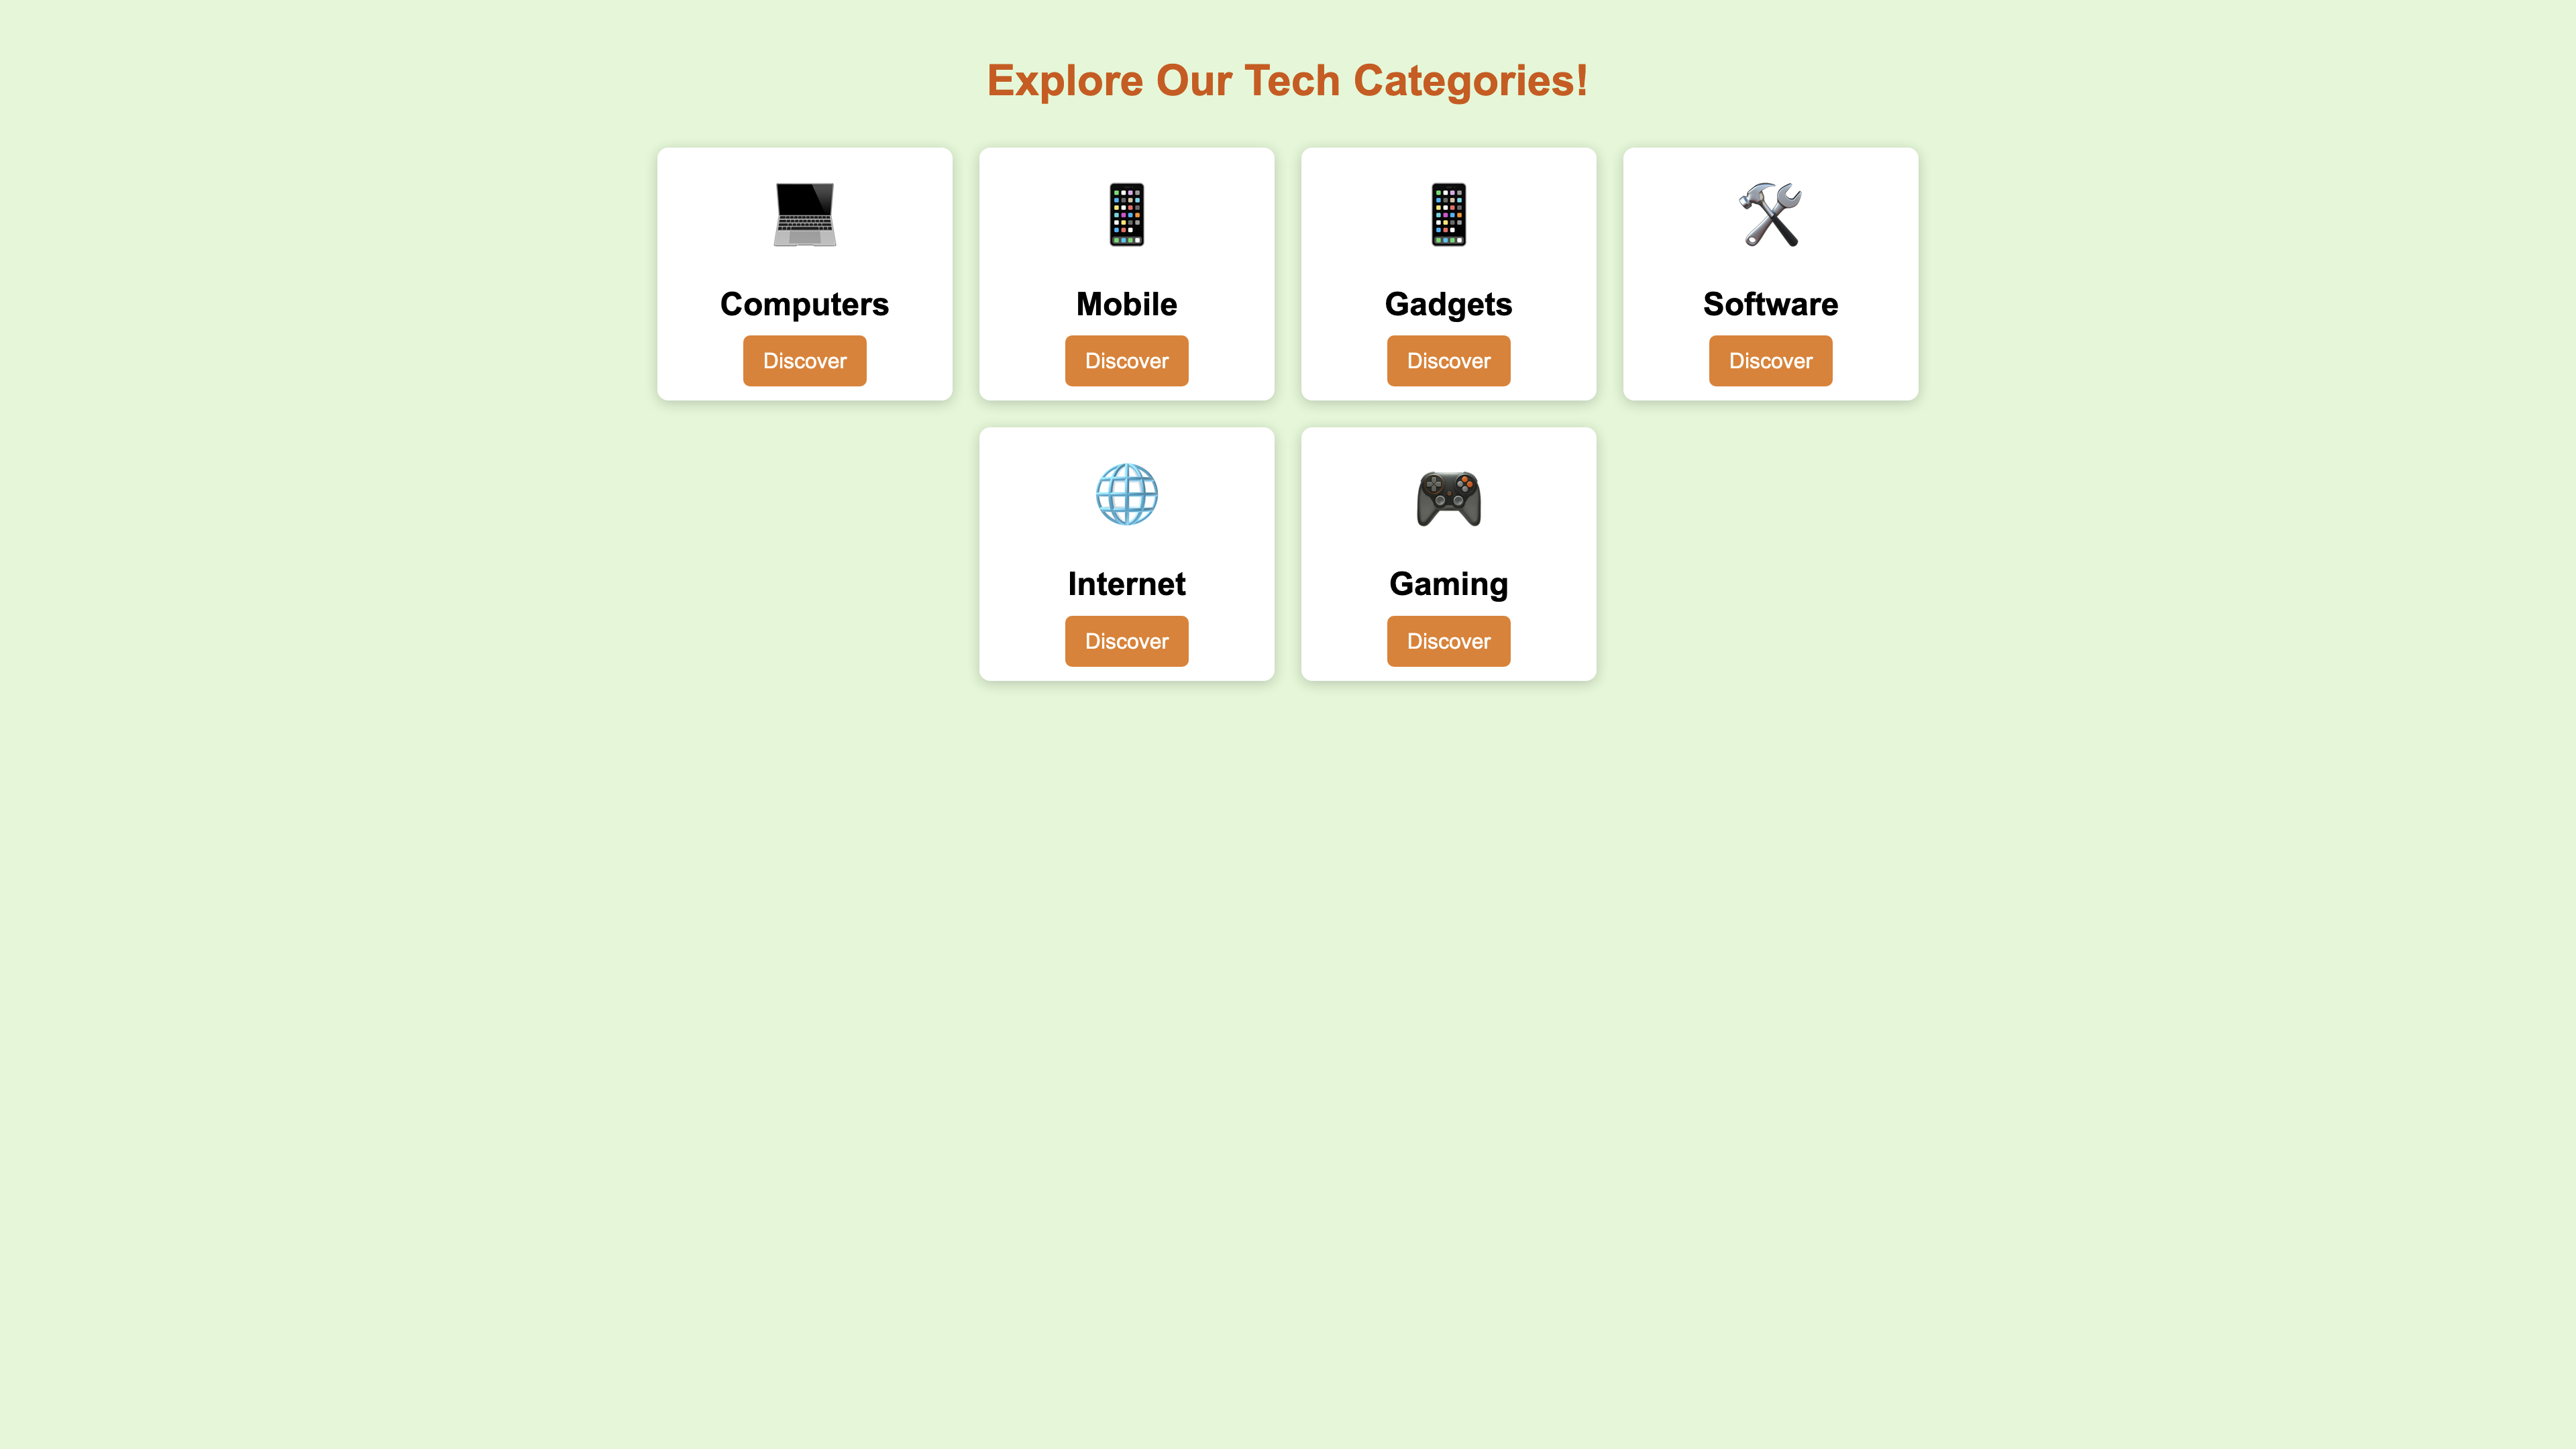 Explore Our Tech Categories!
Computers
Discover
Mobile
Discover
Gadgets
Discover
Software
Discover
Internet
Discover
Gaming
Discover